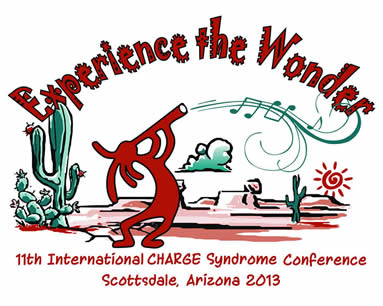 Experience the Wonder
11th International CHARGE Syndrome Conference
Scottsdale, Arizona 2013